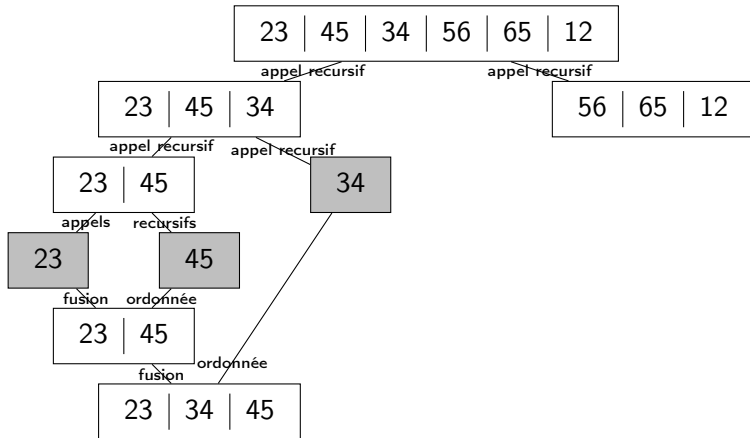 23 45 34 56 65 12
appel recursif appel recursif
23 45 34 56 65 12
appel recursif appel recursif
23 45 34
appels recursifs
23 45
fusion ordonnée
23 45
ordonnée
fusion
23 34 45